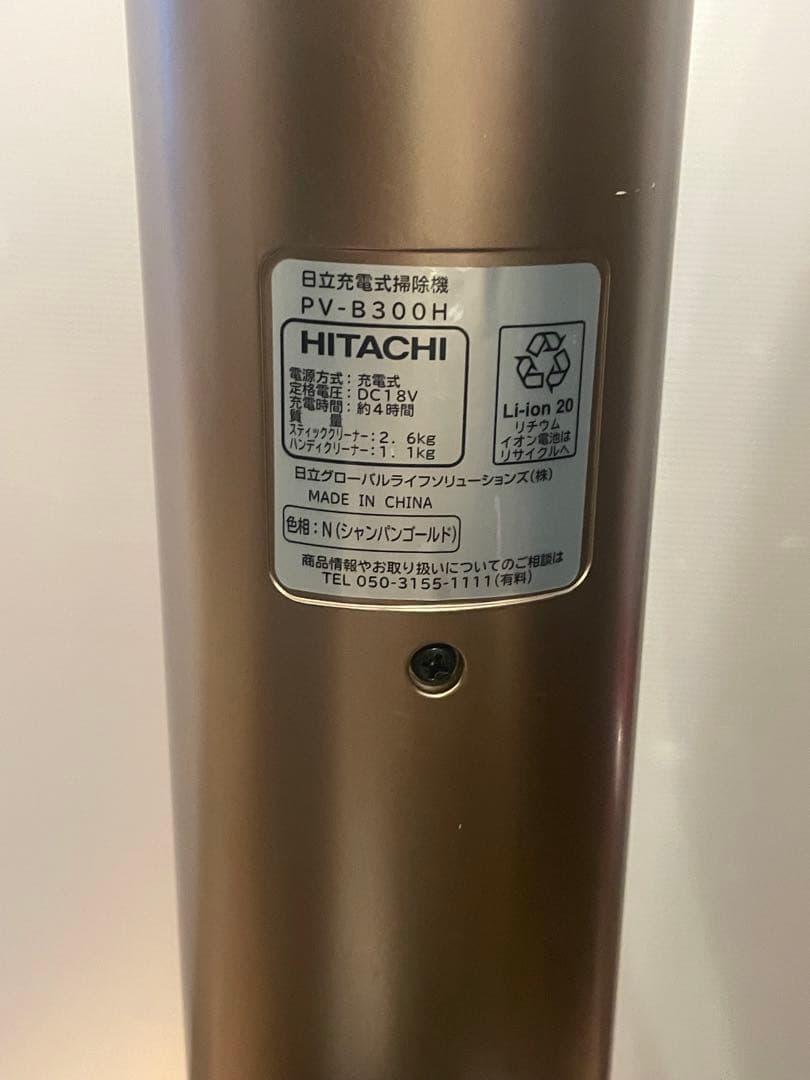 日立充電式掃除機
PV-B300H
HITACHI
電源方式：充電式
定格電圧：DC18V
充電時間：約4時間
質　　量
スティッククリーナー：2．6kg
ハンディクリーナー：1．1kg
Li-ion 20
リチウム
イオン電池は
リサイクルへ
日立グローバルライフソリューションズ(株)
MADE IN CHINA
色相：N(シャンパンゴールド)
商品情報やお取り扱いについてのご相談は
TEL 050-3155-1111(有料)